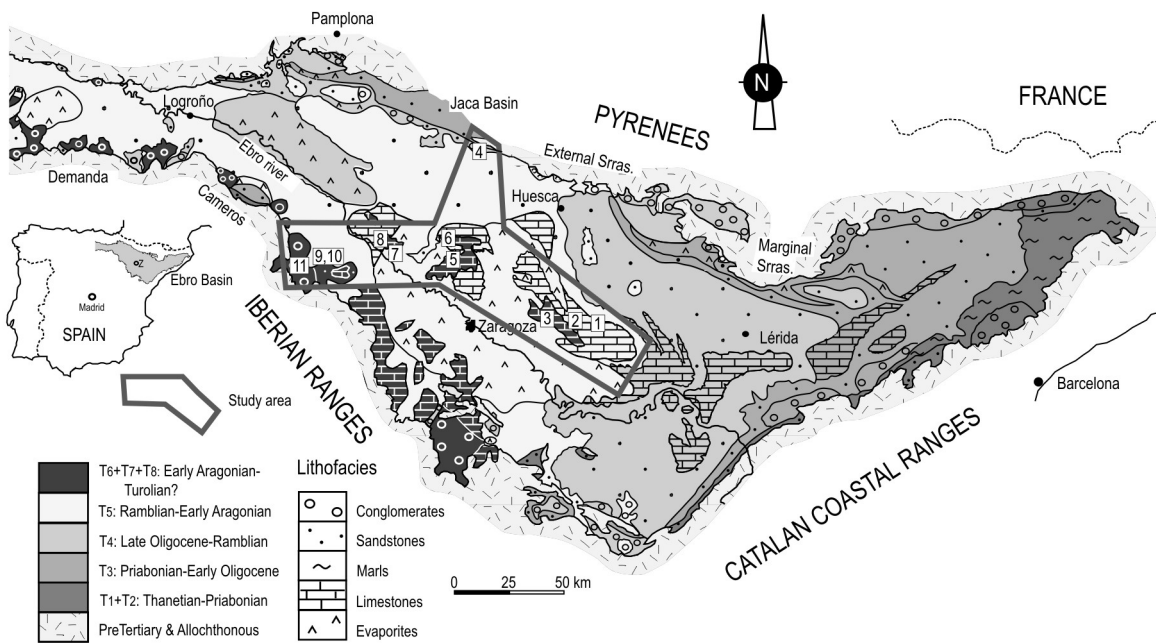 Pamplona
N
FRANCE
Logroño
Jaca Basin
PYRENEES
4
External Srras.
Ebro river
Demanda
Huesca
Cameros
8
7
6
5
Marginal
Srras.
11
9,10
Z
Ebro Basin
Madrid
SPAIN
IBERIAN RANGES
Zaragoza
3
2
1
Lérida
Barcelona
Study area
CATALAN COASTAL RANGES
T6+T7+T8: Early Aragonian-
Turolian?
T5: Ramblian-Early Aragonian
T4: Late Oligocene-Ramblian
T3: Priabonian-Early Oligocene
T1+T2: Thanetian-Priabonian
PreTertiary & Allochthonous
Lithofacies
Conglomerates
Sandstones
Marls
Limestones
Evaporites
0 25 50 km